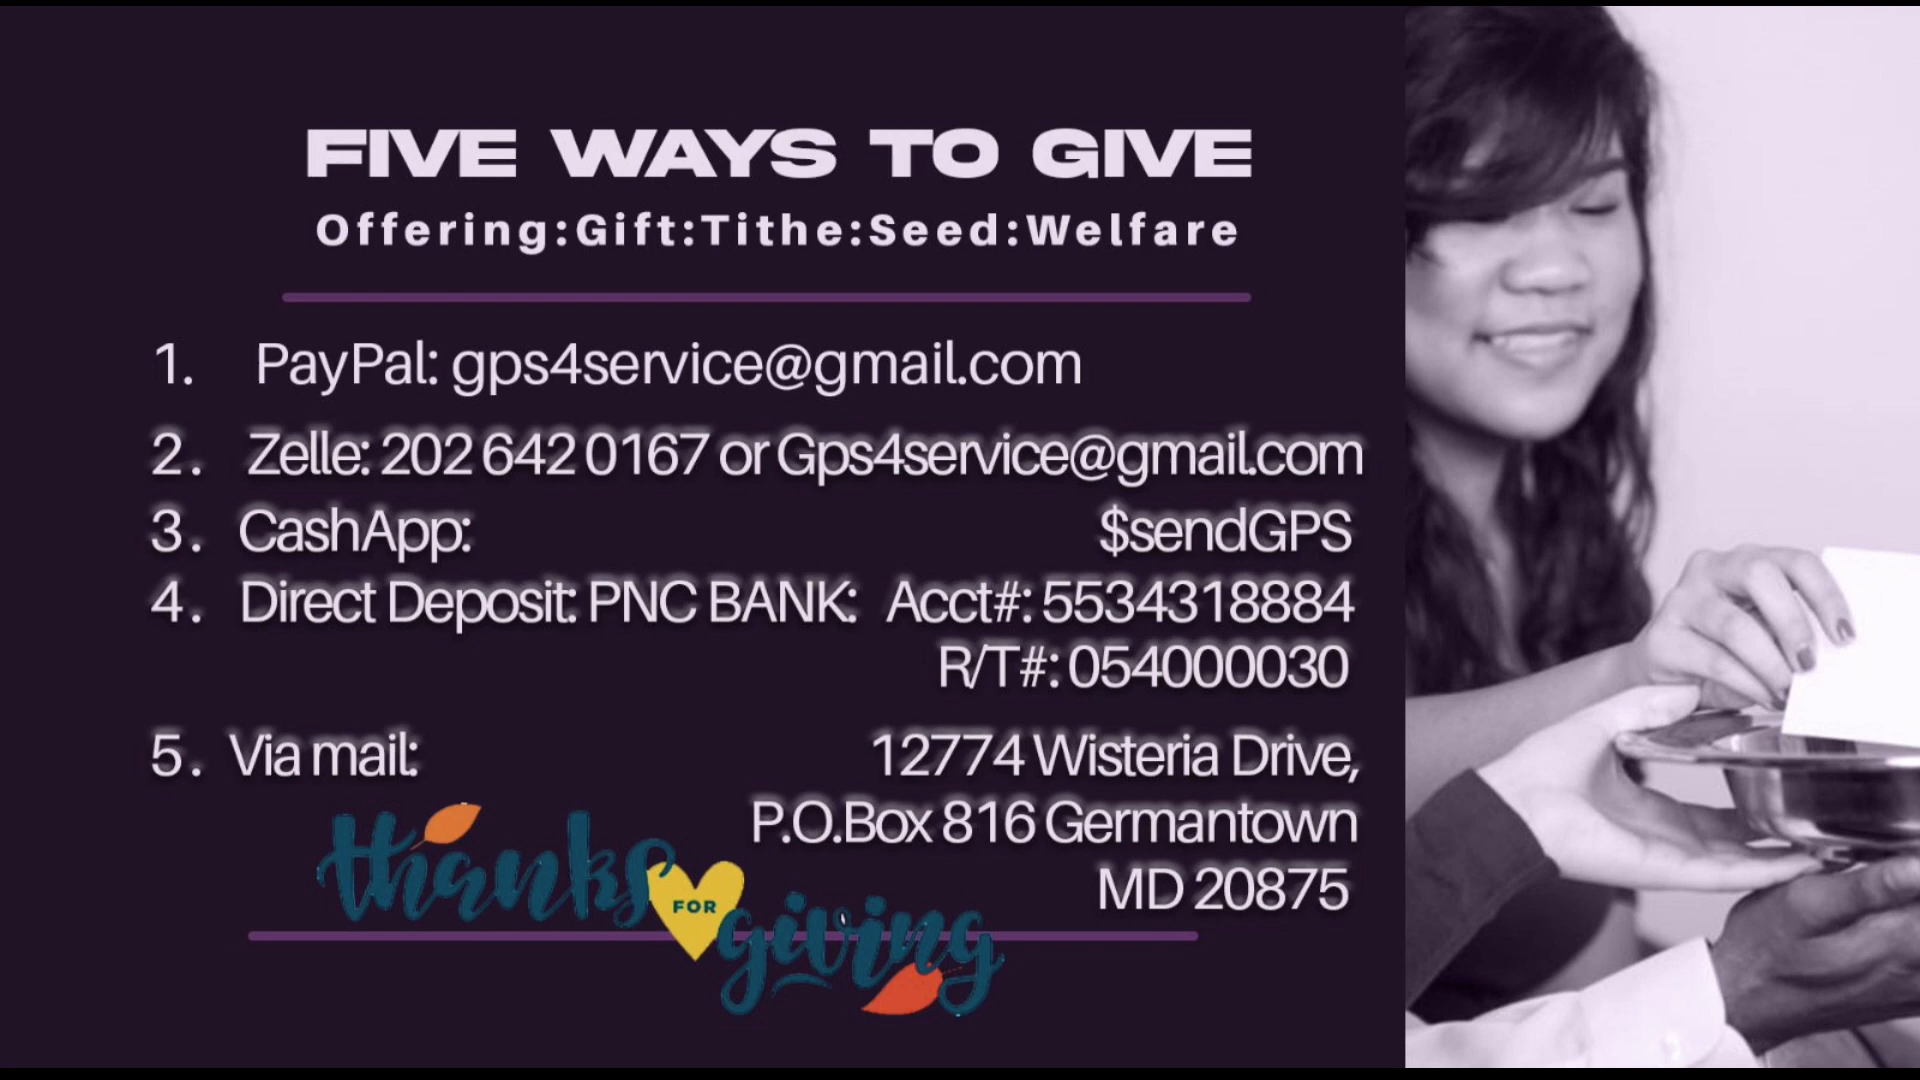 FIVE WAYS TO GIVE
Offering:Gift:Tithe:Seed:Welfare
1. PayPal: gps4service@gmail.com
2. Zelle: 202 642 0167 or Gps4service@gmail.com
3. CashApp: $sendGPS
4. Direct Deposit: PNC BANK: Acct#: 5534318884
R/T#: 054000030
5. Via mail: 12774 Wisteria Drive,
P.O.Box 816 Germantown
MD 20875
thanks
FOR
giving